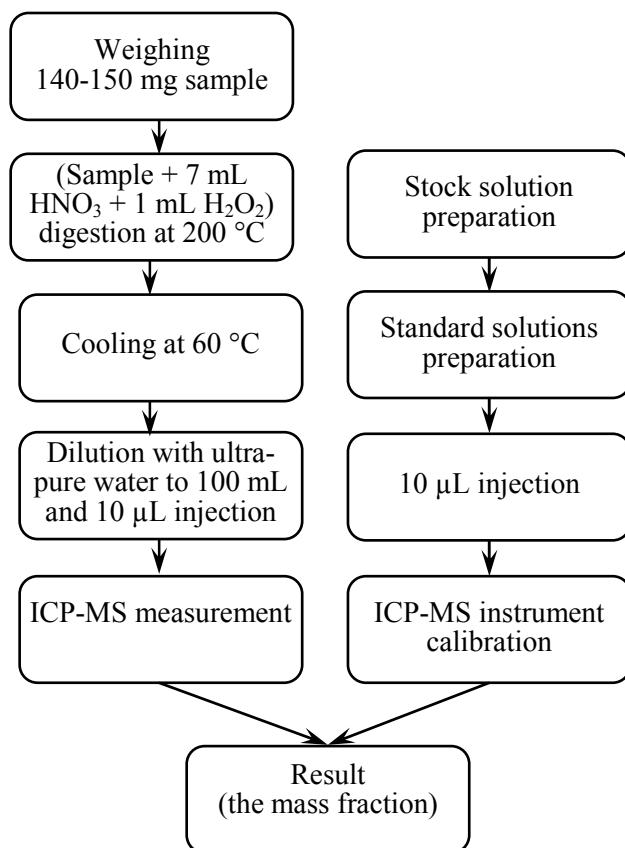 Weighing
140-150 mg sample
(Sample + 7 mL
HNO₃ + 1 mL H₂O₂)
digestion at 200 °C
Cooling at 60 °C
Dilution with ultra-
pure water to 100 mL
and 10 µL injection
ICP-MS measurement
Stock solution
preparation
Standard solutions
preparation
10 µL injection
ICP-MS instrument
calibration
Result
(the mass fraction)